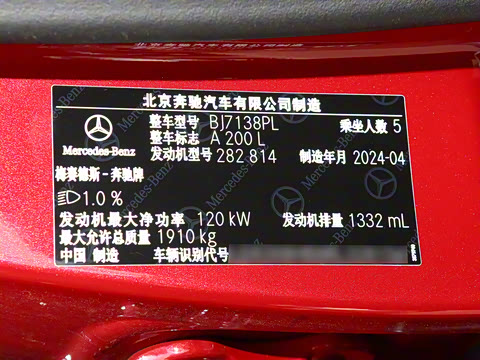 北京奔驰汽车有限公司制造
整车型号 BJ7138PL 乘坐人数 5
整车标志 A 200 L
Mercedes-Benz
发动机型号 282 814 制造年月 2024-04
梅赛德斯-奔驰牌
1.0 %
发动机最大净功率 120 kW 发动机排量 1332 mL
最大允许总质量 1910 kg
中国 制造 车辆识别代号